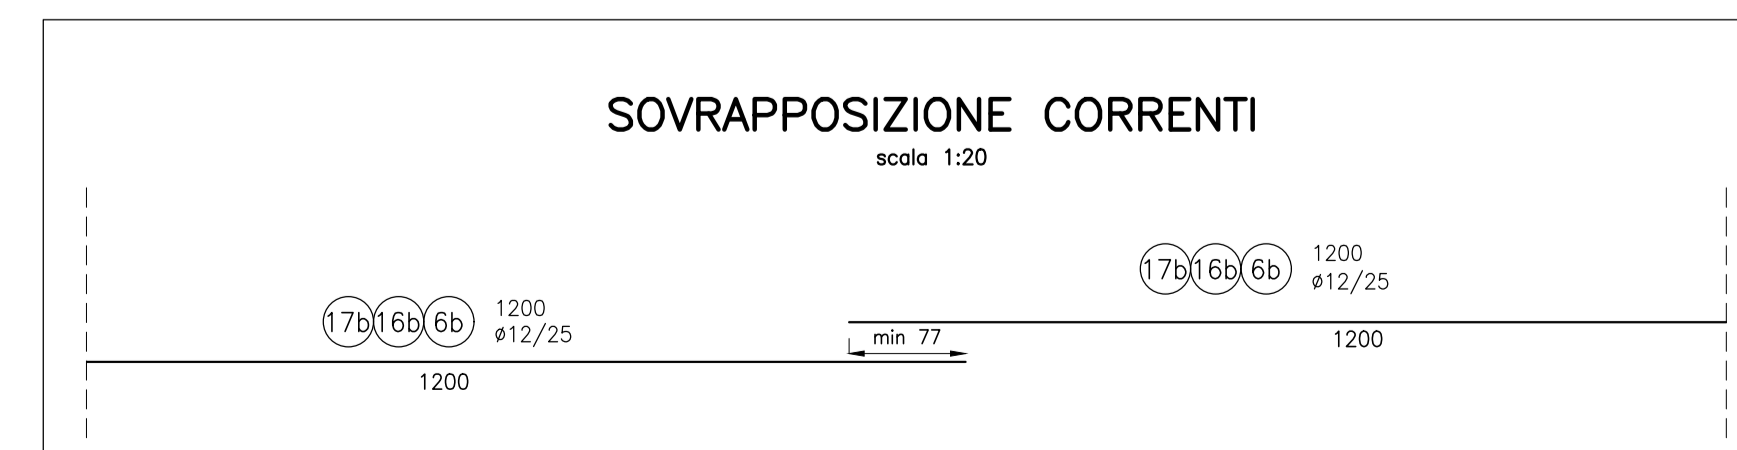 SOVRAPPOSIZIONE CORRENTI
scala 1:20
17b 16b 6b 1200
ø12/25
1200
min 77
17b 16b 6b 1200
ø12/25
1200